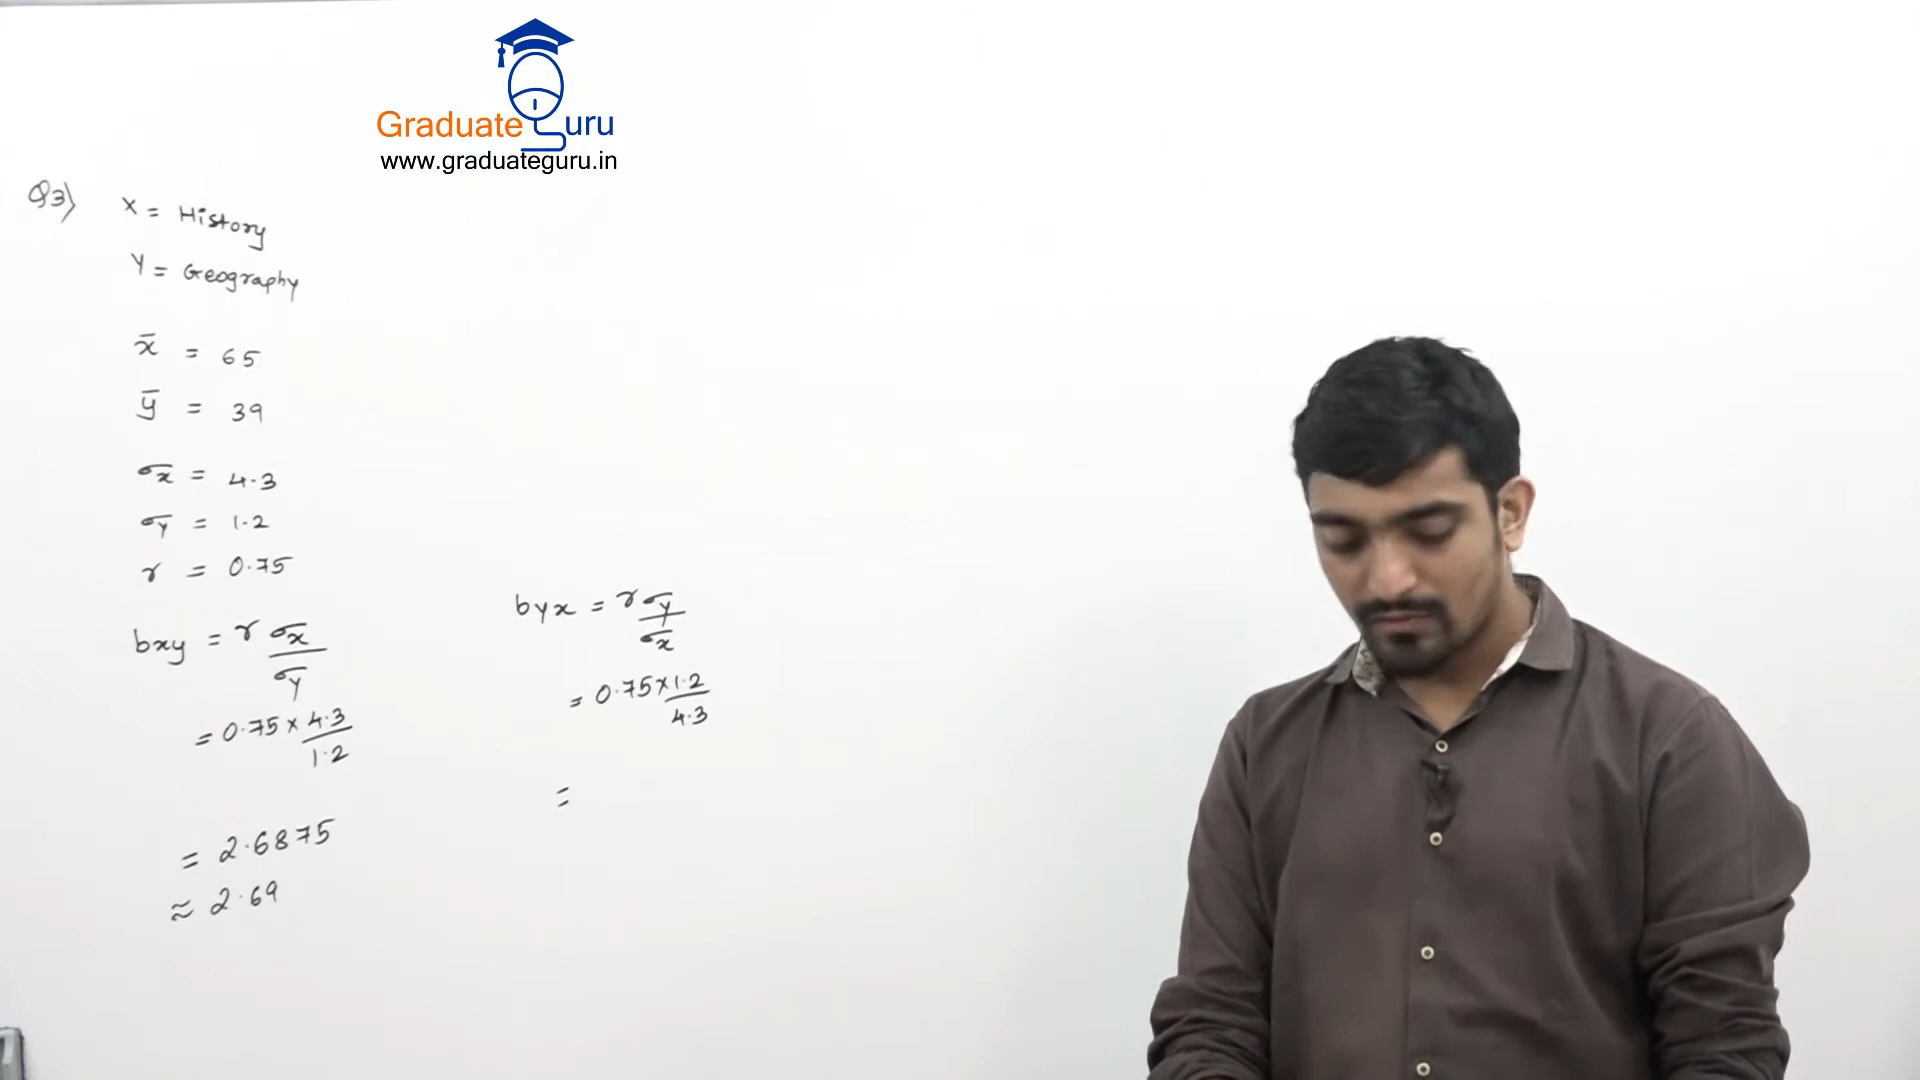 Graduate Guru
www.graduateguru.in
Q3) X = History
Y = Geography
x̄ = 65
ȳ = 39
σx = 4.3
σy = 1.2
r = 0.75
bxy = r σx/σy
= 0.75 × 4.3/1.2
= 2.6875
≈ 2.69
byx = r σy/σx
= 0.75 × 1.2/4.3
=